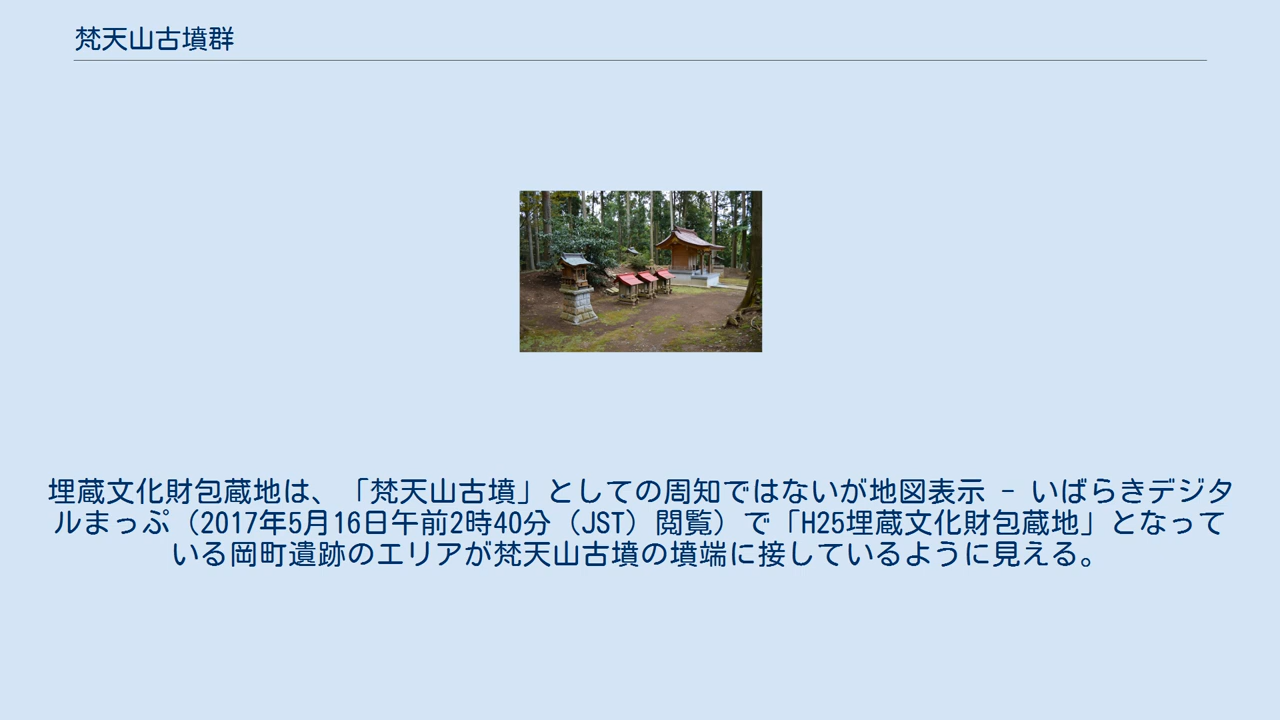 梵天山古墳群
埋蔵文化財包蔵地は、「梵天山古墳」としての周知ではないが地図表示 - いばらきデジタ
ルまっぷ（2017年5月16日午前2時40分（JST）閲覧）で「H25埋蔵文化財包蔵地」となって
いる岡町遺跡のエリアが梵天山古墳の墳端に接しているように見える。